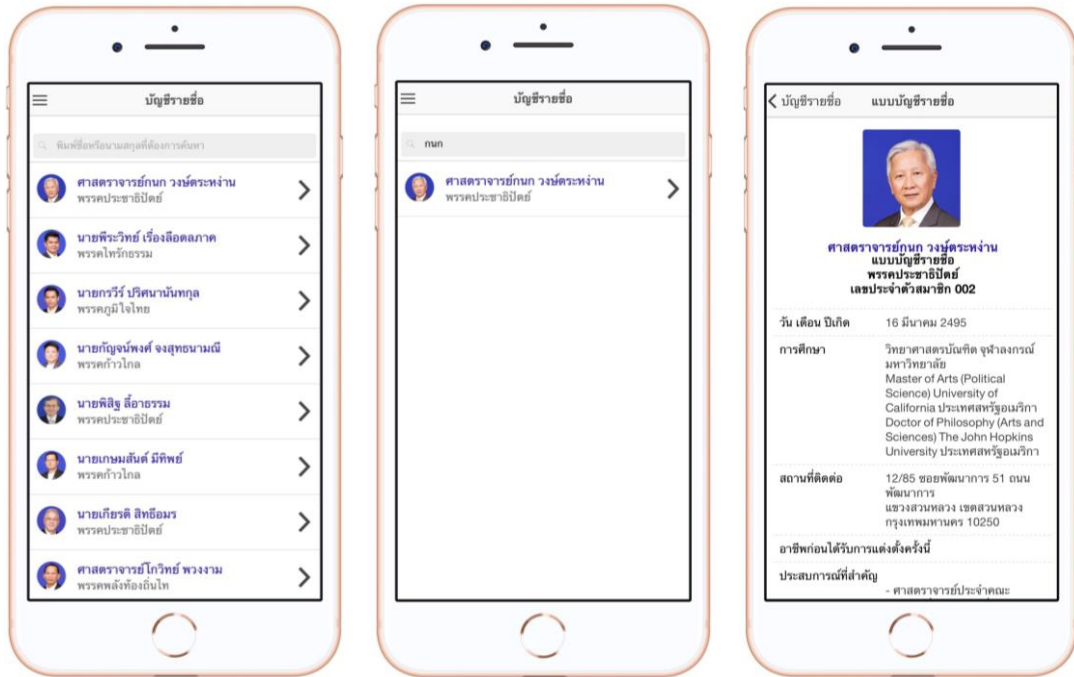 บัญชีรายชื่อ
พิมพ์ชื่อหรือนามสกุลที่ต้องการค้นหา
ศาสตราจารย์กนก วงษ์ตระหง่าน
พรรคประชาธิปัตย์
นายพีระวิทย์ เรื่องลือดลภาค
พรรคไทรักธรรม
นายกรวีร์ ปริศนานันทกุล
พรรคภูมิใจไทย
นายกัญจน์พงศ์ จงสุทธนามณี
พรรคก้าวไกล
นายพิสิฐ ลี้อาธรรม
พรรคประชาธิปัตย์
นายเกษมสันต์ มีทิพย์
พรรคก้าวไกล
นายเกียรติ สิทธีอมร
พรรคประชาธิปัตย์
ศาสตราจารย์โกวิทย์ พวงงาม
พรรคพลังท้องถิ่นไท
บัญชีรายชื่อ
กนก
ศาสตราจารย์กนก วงษ์ตระหง่าน
พรรคประชาธิปัตย์
บัญชีรายชื่อ แบบบัญชีรายชื่อ
ศาสตราจารย์กนก วงษ์ตระหง่าน
แบบบัญชีรายชื่อ
พรรคประชาธิปัตย์
เลขประจำตัวสมาชิก 002
วัน เดือน ปีเกิด 16 มีนาคม 2495
การศึกษา วิทยาศาสตรบัณฑิต จุฬาลงกรณ์
มหาวิทยาลัย
Master of Arts (Political
Science) University of
California ประเทศสหรัฐอเมริกา
Doctor of Philosophy (Arts and
Sciences) The John Hopkins
University ประเทศสหรัฐอเมริกา
สถานที่ติดต่อ 12/85 ซอยพัฒนาการ 51 ถนน
พัฒนาการ
แขวงสวนหลวง เขตสวนหลวง
กรุงเทพมหานคร 10250
อาชีพก่อนได้รับการแต่งตั้งครั้งนี้
ประสบการณ์ที่สำคัญ
- ศาสตราจารย์ประจำคณะ